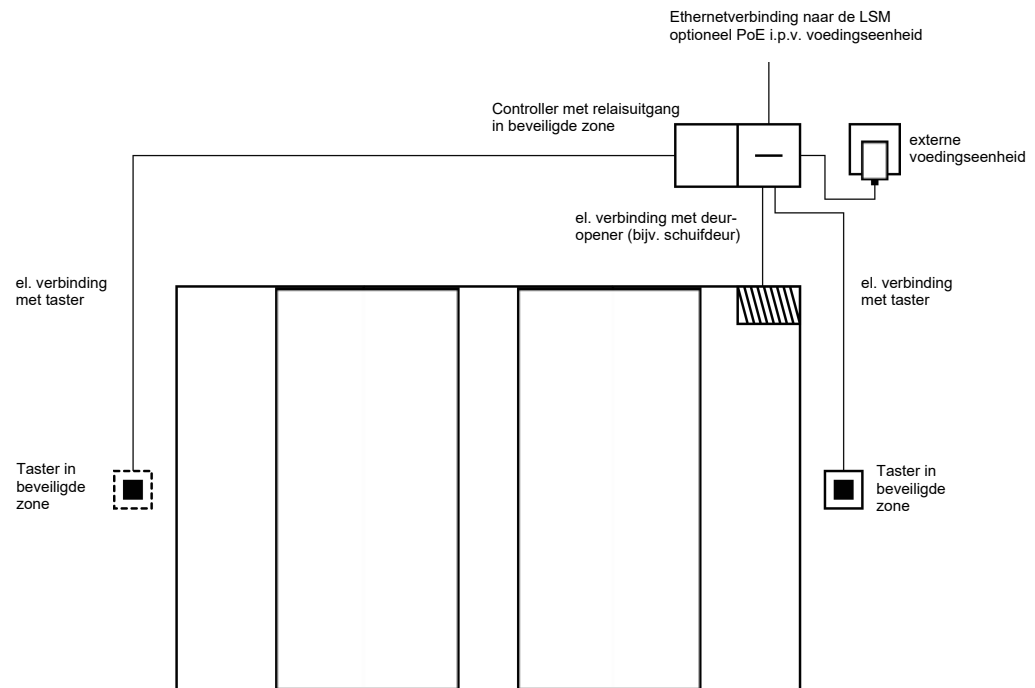 Ethernetverbinding naar de LSM
optioneel PoE i.p.v. voedingseenheid
Controller met relaisuitgang
in beveiligde zone
externe
voedingseenheid
el. verbinding met deur-
opener (bijv. schuifdeur)
el. verbinding
met taster
el. verbinding
met taster
Taster in
beveiligde
zone
Taster in
beveiligde
zone